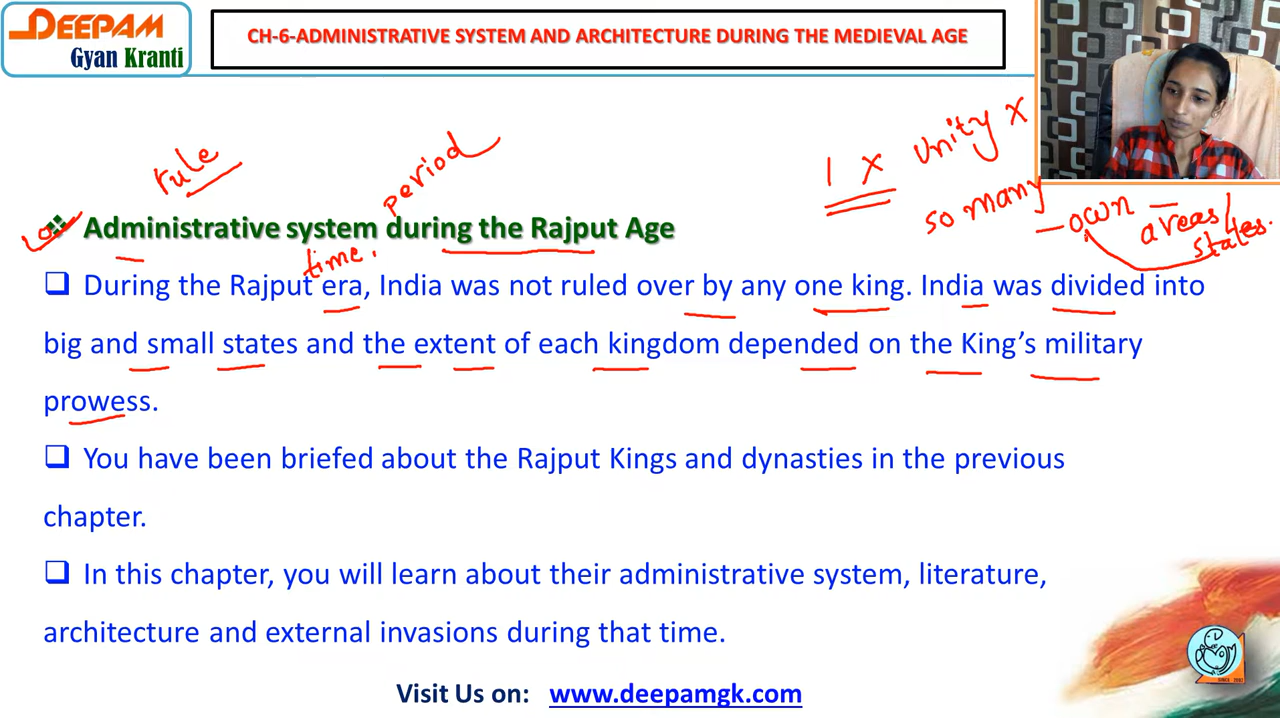 DEEPAM
Gyan Kranti
CH-6-ADMINISTRATIVE SYSTEM AND ARCHITECTURE DURING THE MEDIEVAL AGE
rule
period
1 X unity X
so many
– own areas /
states.
❖ Administrative system during the Rajput Age
time.
❑ During the Rajput era, India was not ruled over by any one king. India was divided into
big and small states and the extent of each kingdom depended on the King’s military
prowess.
❑ You have been briefed about the Rajput Kings and dynasties in the previous
chapter.
❑ In this chapter, you will learn about their administrative system, literature,
architecture and external invasions during that time.
SINCE 2007
Visit Us on: www.deepamgk.com